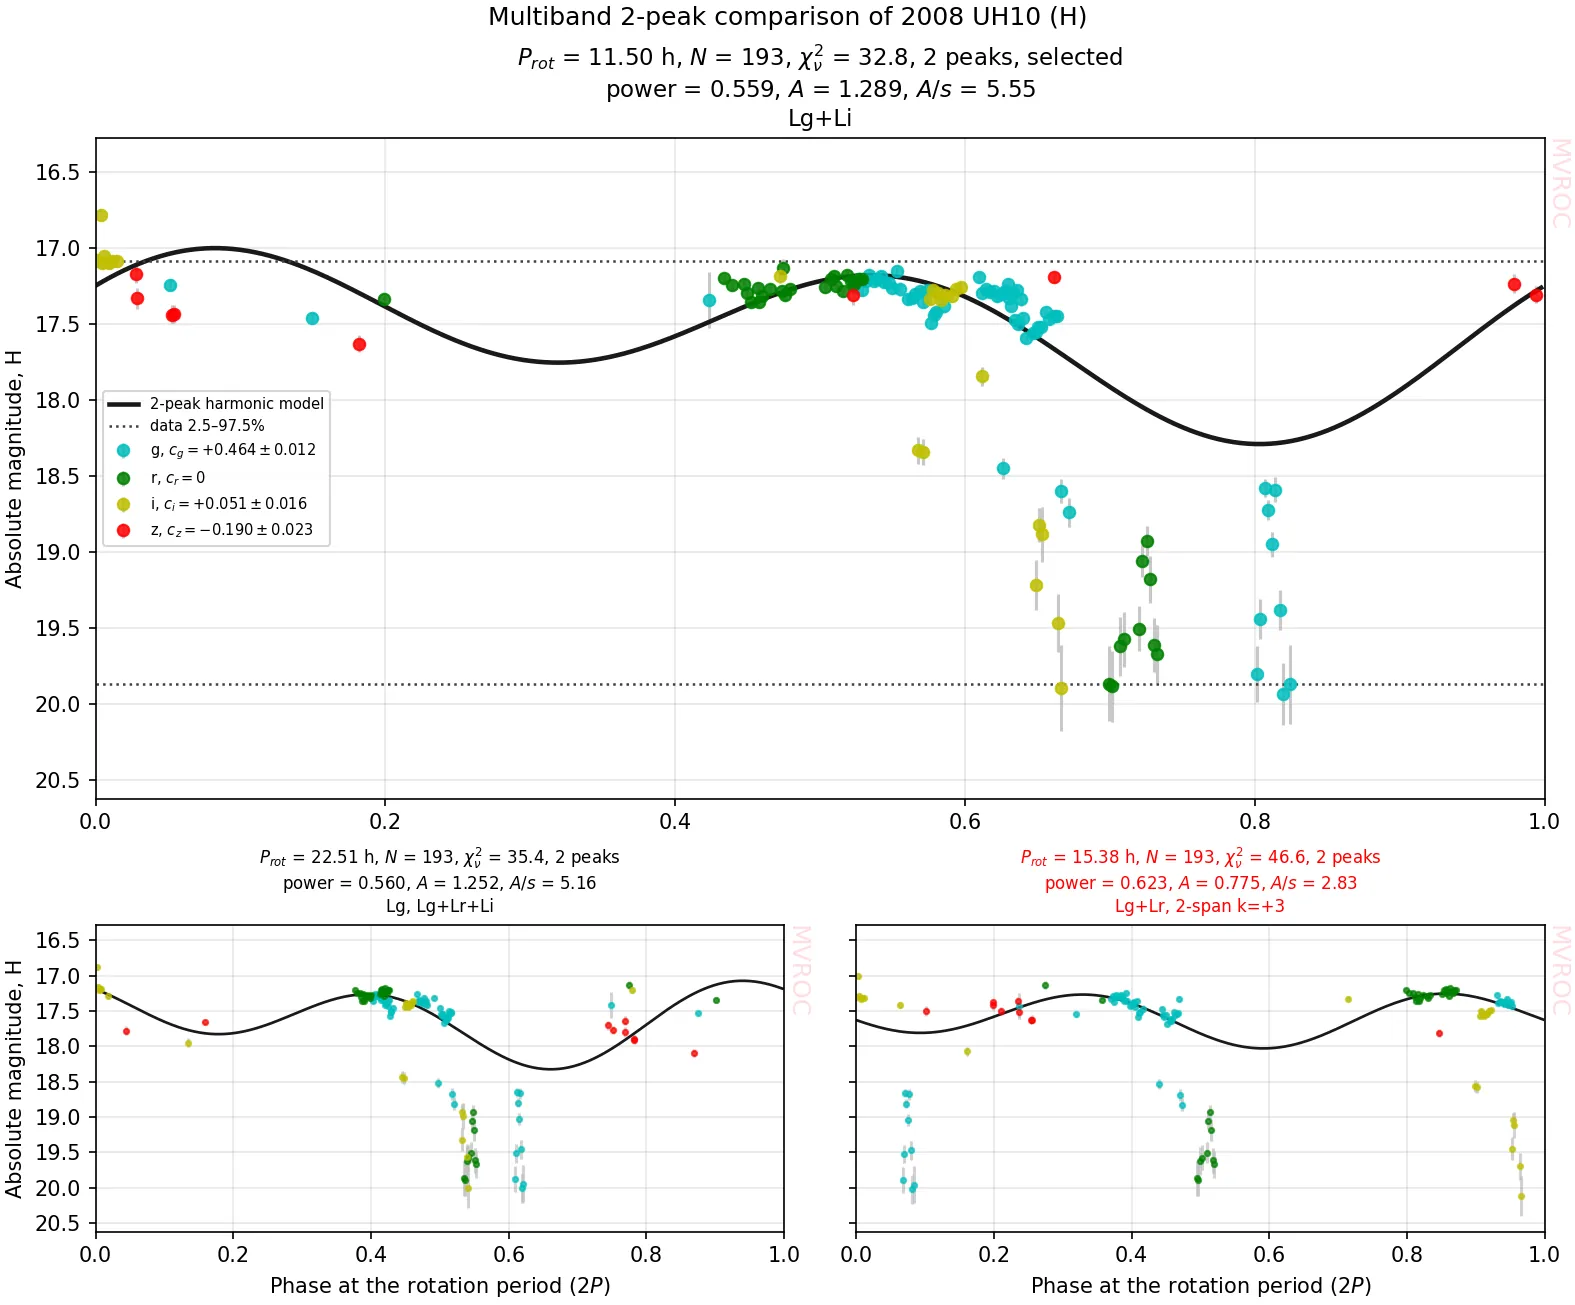 Multiband 2-peak comparison of 2008 UH10 (H)
P_rot = 11.50 h, N = 193, χ²_ν = 32.8, 2 peaks, selected
power = 0.559, A = 1.289, A/s = 5.55
Lg+Li
MVROC
Absolute magnitude, H
16.5
17.0
17.5
18.0
18.5
19.0
19.5
20.0
20.5
2-peak harmonic model
data 2.5–97.5%
g, c_g = +0.464 ± 0.012
r, c_r = 0
i, c_i = +0.051 ± 0.016
z, c_z = −0.190 ± 0.023
0.0 0.2 0.4 0.6 0.8 1.0
P_rot = 22.51 h, N = 193, χ²_ν = 35.4, 2 peaks
power = 0.560, A = 1.252, A/s = 5.16
Lg, Lg+Lr+Li
MVROC
Absolute magnitude, H
16.5
17.0
17.5
18.0
18.5
19.0
19.5
20.0
20.5
0.0 0.2 0.4 0.6 0.8 1.0
Phase at the rotation period (2P)
P_rot = 15.38 h, N = 193, χ²_ν = 46.6, 2 peaks
power = 0.623, A = 0.775, A/s = 2.83
Lg+Lr, 2-span k=+3
MVROC
0.0 0.2 0.4 0.6 0.8 1.0
Phase at the rotation period (2P)